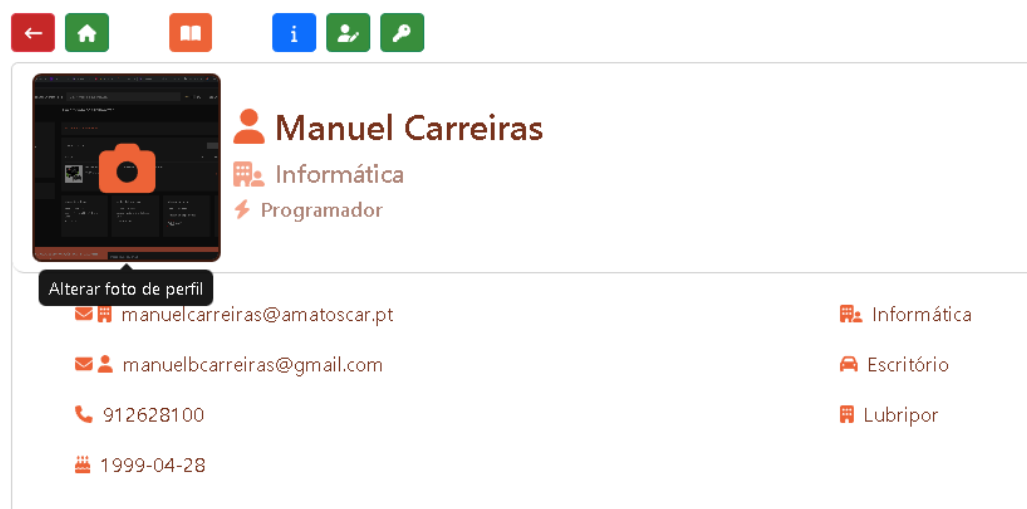 Manuel Carreiras
Informática
Programador
Alterar foto de perfil
manuelcarreiras@amatoscar.pt
Informática
manuelbcarreiras@gmail.com
Escritório
912628100
Lubripor
1999-04-28